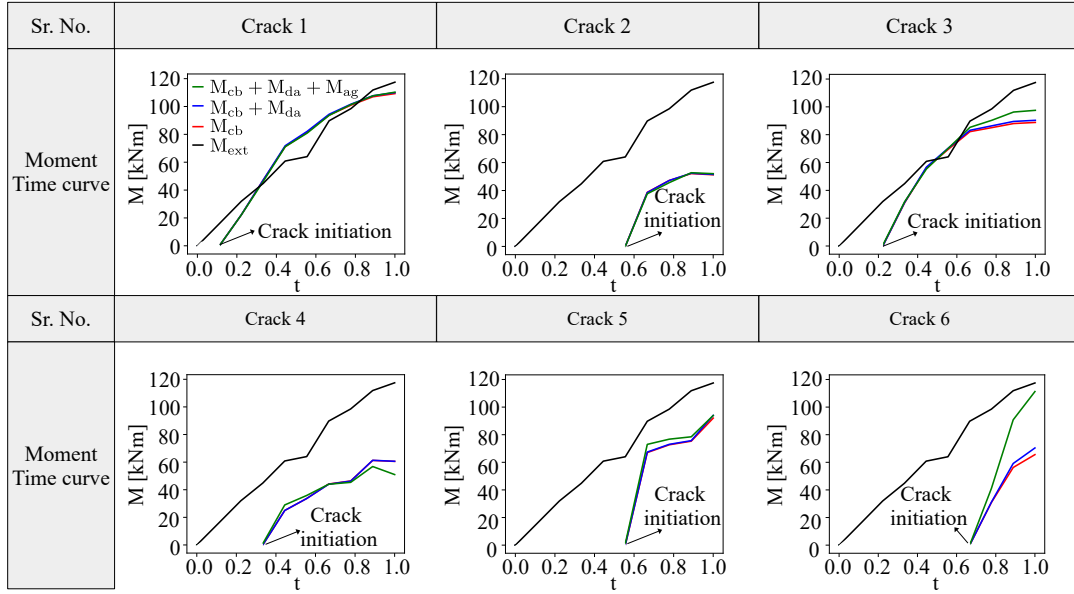 Sr. No.
Crack 1
Crack 2
Crack 3
Moment
Time curve
M [kNm]
120
100
80
60
40
20
0
M_cb + M_da + M_ag
M_cb + M_da
M_cb
M_ext
Crack initiation
0.0 0.2 0.4 0.6 0.8 1.0
t
M [kNm]
120
100
80
60
40
20
0
Crack
initiation
0.0 0.2 0.4 0.6 0.8 1.0
t
M [kNm]
120
100
80
60
40
20
0
Crack initiation
0.0 0.2 0.4 0.6 0.8 1.0
t
Sr. No.
Crack 4
Crack 5
Crack 6
Moment
Time curve
M [kNm]
120
100
80
60
40
20
0
Crack
initiation
0.0 0.2 0.4 0.6 0.8 1.0
t
M [kNm]
120
100
80
60
40
20
0
Crack
initiation
0.0 0.2 0.4 0.6 0.8 1.0
t
M [kNm]
120
100
80
60
40
20
0
Crack
initiation
0.0 0.2 0.4 0.6 0.8 1.0
t